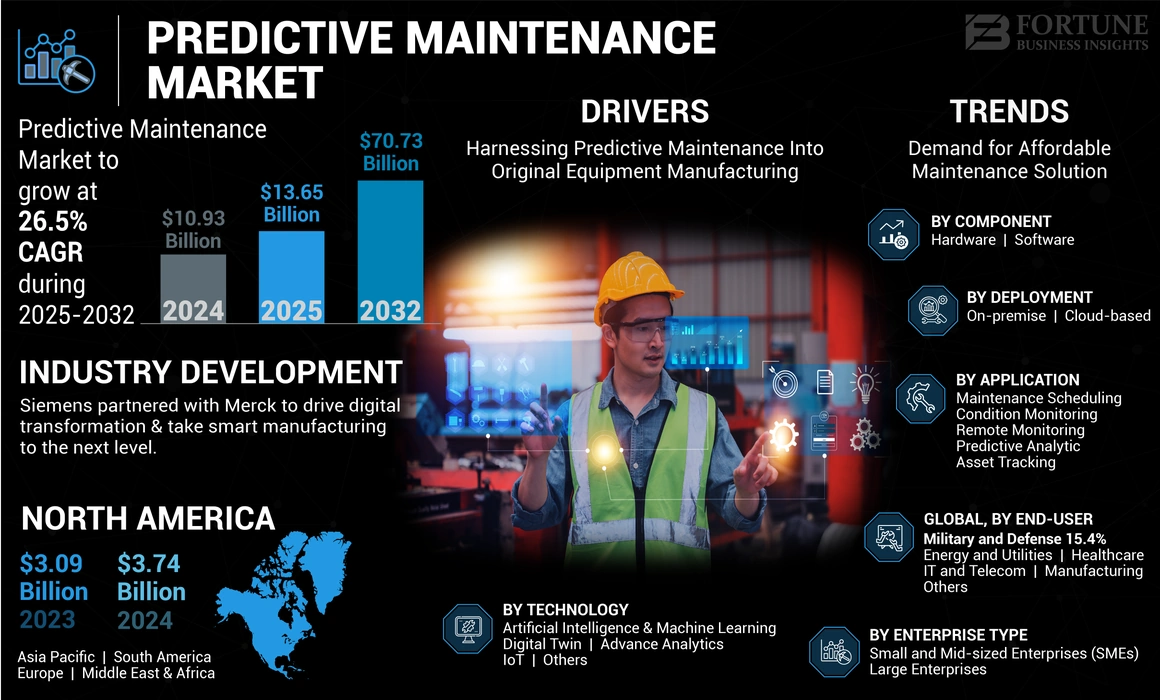 PREDICTIVE MAINTENANCE
MARKET
FORTUNE
BUSINESS INSIGHTS
Predictive Maintenance
Market to
grow at
26.5%
CAGR
during
2025-2032
$10.93
Billion
2024
$13.65
Billion
2025
$70.73
Billion
2032
INDUSTRY DEVELOPMENT
Siemens partnered with Merck to drive digital
transformation & take smart manufacturing
to the next level.
NORTH AMERICA
$3.09
Billion
2023
$3.74
Billion
2024
Asia Pacific | South America
Europe | Middle East & Africa
DRIVERS
Harnessing Predictive Maintenance Into
Original Equipment Manufacturing
BY TECHNOLOGY
Artificial Intelligence & Machine Learning
Digital Twin | Advance Analytics
IoT | Others
TRENDS
Demand for Affordable
Maintenance Solution
BY COMPONENT
Hardware | Software
BY DEPLOYMENT
On-premise | Cloud-based
BY APPLICATION
Maintenance Scheduling
Condition Monitoring
Remote Monitoring
Predictive Analytic
Asset Tracking
GLOBAL, BY END-USER
Military and Defense 15.4%
Energy and Utilities | Healthcare
IT and Telecom | Manufacturing
Others
BY ENTERPRISE TYPE
Small and Mid-sized Enterprises (SMEs)
Large Enterprises